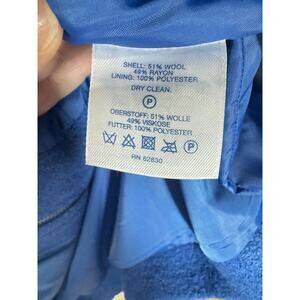 SHELL: 51% WOOL
49% RAYON
LINING: 100% POLYESTER
DRY CLEAN.
P
OBERSTOFF: 51% WOLLE
49% VISKOSE
FUTTER: 100% POLYESTER
P
RN 62830